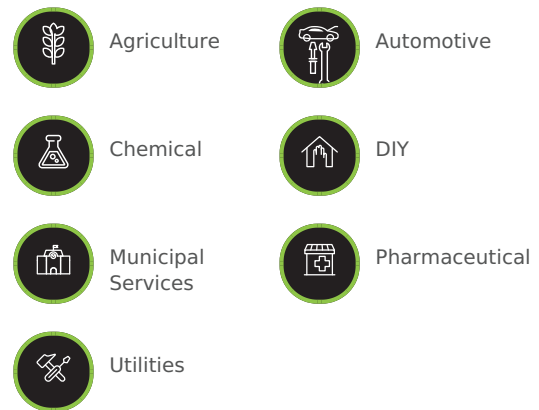 Agriculture
Automotive
Chemical
DIY
Municipal
Services
Pharmaceutical
Utilities